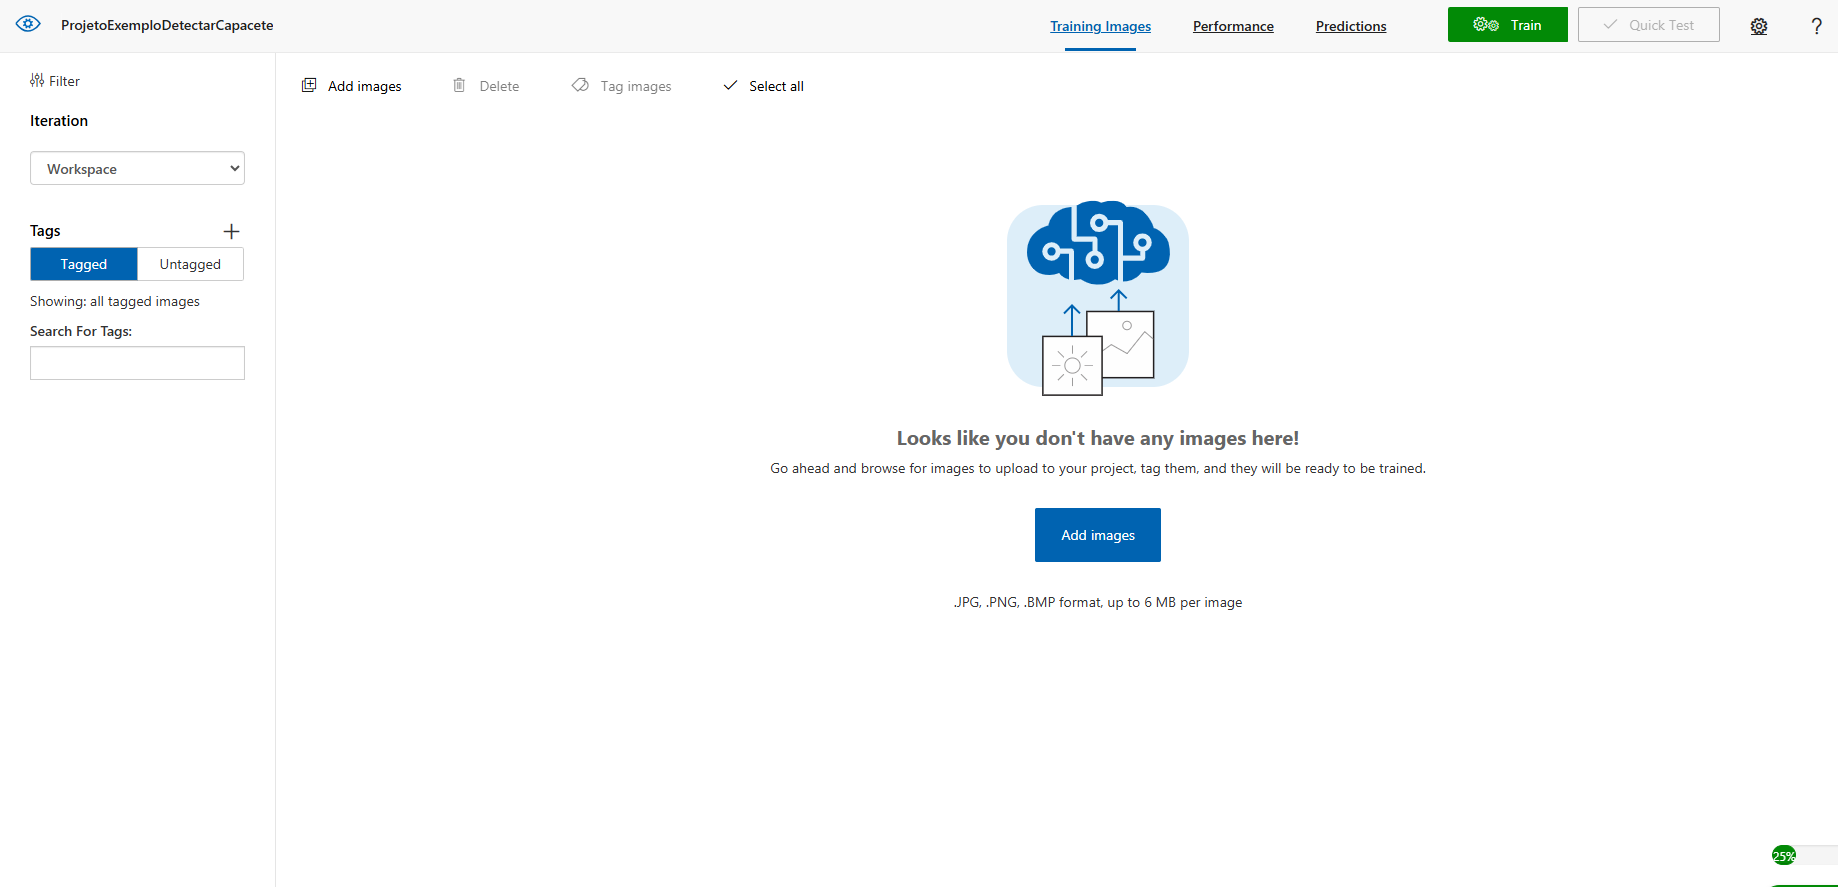 ProjetoExemploDetectarCapacete
Training Images
Performance
Predictions
Train
Quick Test
?
Filter
Iteration
Workspace
Tags
Tagged
Untagged
Showing: all tagged images
Search For Tags:
Add images
Delete
Tag images
Select all
Looks like you don't have any images here!
Go ahead and browse for images to upload to your project, tag them, and they will be ready to be trained.
Add images
.JPG, .PNG, .BMP format, up to 6 MB per image
25%